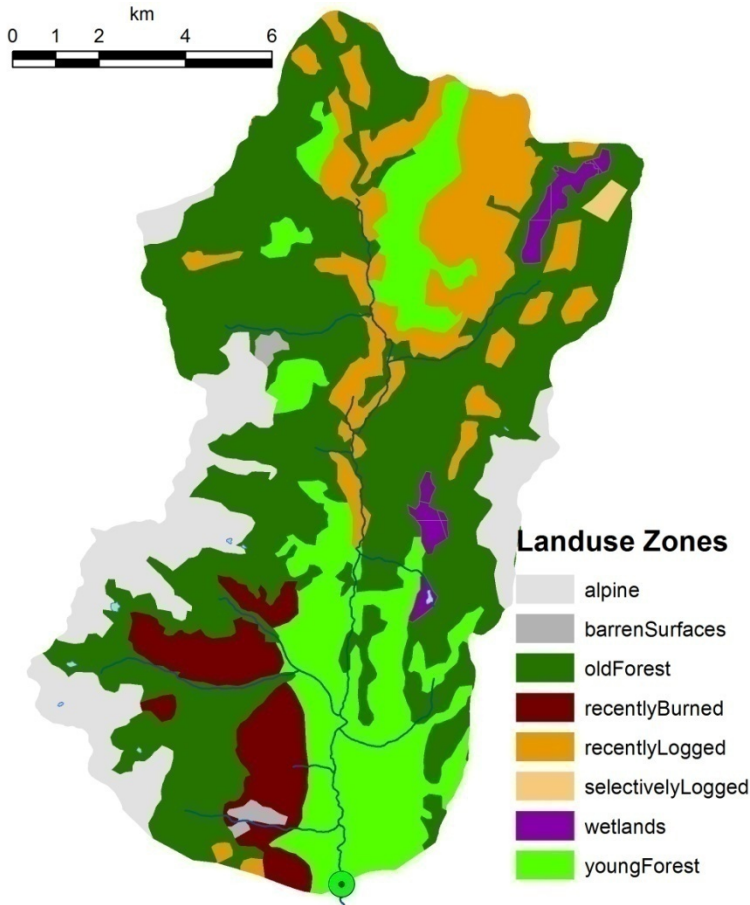 km
0 1 2 4 6
Landuse Zones
alpine
barrenSurfaces
oldForest
recentlyBurned
recentlyLogged
selectivelyLogged
wetlands
youngForest